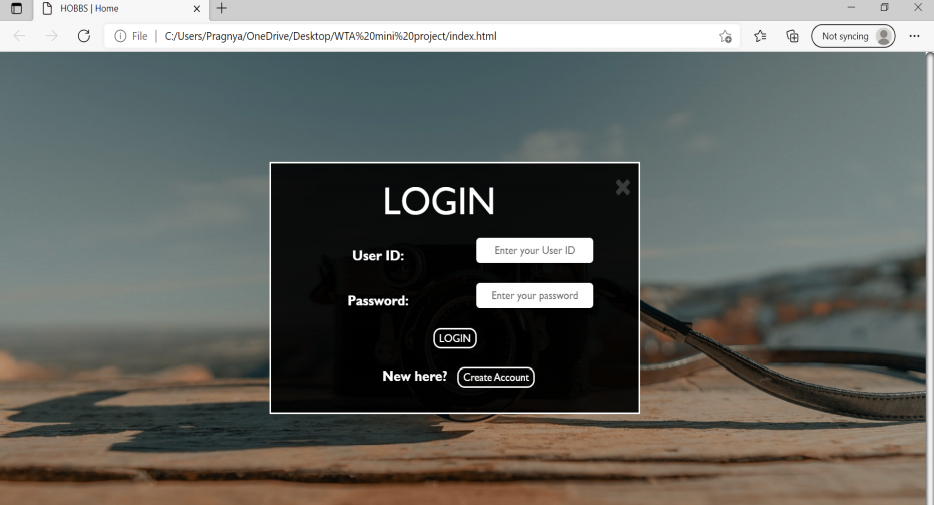 HOBBS | Home
File | C:/Users/Pragnya/OneDrive/Desktop/WTA%20mini%20project/index.html
Not syncing
LOGIN
User ID:
Enter your User ID
Password:
Enter your password
LOGIN
New here? Create Account